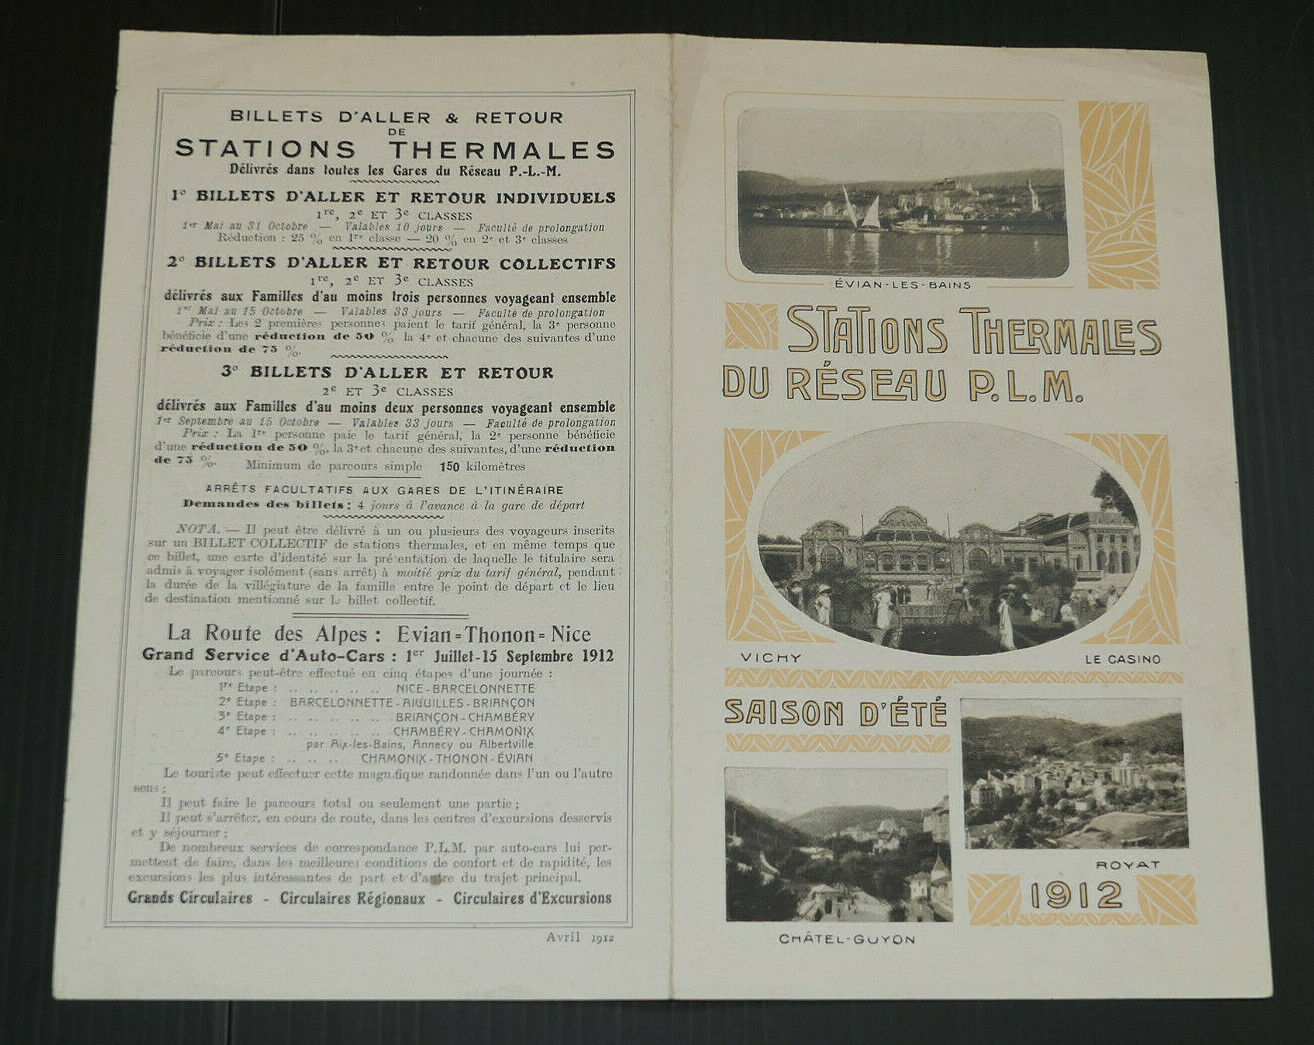 BILLETS D'ALLER & RETOUR
DE
STATIONS THERMALES
Délivrés dans toutes les Gares du Réseau P.-L.-M.
1º BILLETS D'ALLER ET RETOUR INDIVIDUELS
1re, 2e ET 3e CLASSES
1er Mai au 31 Octobre — Valables 10 jours — Faculté de prolongation
Réduction : 25 % en 1re classe — 20 % en 2e et 3e classes
2º BILLETS D'ALLER ET RETOUR COLLECTIFS
1re, 2e ET 3e CLASSES
délivrés aux Familles d'au moins trois personnes voyageant ensemble
1er Mai au 15 Octobre — Valables 33 jours — Faculté de prolongation
Prix : Les 2 premières personnes paient le tarif général, la 3e personne
bénéficie d'une réduction de 50 % la 4e et chacune des suivantes d'une
réduction de 75 %.
3º BILLETS D'ALLER ET RETOUR
2e ET 3e CLASSES
délivrés aux Familles d'au moins deux personnes voyageant ensemble
1er Septembre au 15 Octobre — Valables 33 jours — Faculté de prolongation
Prix : La 1re personne paie le tarif général, la 2e personne bénéficie
d'une réduction de 50 %, la 3e et chacune des suivantes, d'une réduction
de 75 %. Minimum de parcours simple 150 kilomètres
ARRÊTS FACULTATIFS AUX GARES DE L'ITINÉRAIRE
Demandes des billets : 4 jours à l'avance à la gare de départ
NOTA. — Il peut être délivré à un ou plusieurs des voyageurs inscrits
sur un BILLET COLLECTIF de stations thermales, et en même temps que
ce billet, une carte d'identité sur la présentation de laquelle le titulaire sera
admis à voyager isolément (sans arrêt) à moitié prix du tarif général, pendant
la durée de la villégiature de la famille entre le point de départ et le lieu
de destination mentionné sur le billet collectif.
La Route des Alpes : Evian=Thonon=Nice
Grand Service d'Auto-Cars : 1er Juillet-15 Septembre 1912
Le parcours peut-être effectué en cinq étapes d'une journée :
1re Etape : .. .. .. .. .. NICE-BARCELONNETTE
2e Etape : BARCELONNETTE-AIGUILLES-BRIANÇON
3e Etape : .. .. .. .. .. BRIANÇON-CHAMBÉRY
4e Etape : .. .. .. .. .. CHAMBÉRY-CHAMONIX
par Aix-les-Bains, Annecy ou Albertville
5e Etape : .. .. .. CHAMONIX-THONON-ÉVIAN
Le touriste peut effectuer cette magnifique randonnée dans l'un ou l'autre
sens ;
Il peut faire le parcours total ou seulement une partie ;
Il peut s'arrêter, en cours de route, dans les centres d'excursions desservis
et y séjourner ;
De nombreux services de correspondance P.L.M. par auto-cars lui per-
mettent de faire, dans les meilleures conditions de confort et de rapidité, les
excursions les plus intéressantes de part et d'autre du trajet principal.
Grands Circulaires - Circulaires Régionaux - Circulaires d'Excursions
Avril 1912
ÉVIAN-LES-BAINS
STATIONS THERMALES
DU RÉSEAU P.L.M.
VICHY LE CASINO
SAISON D'ÉTÉ
ROYAT
1912
CHÂTEL-GUYON